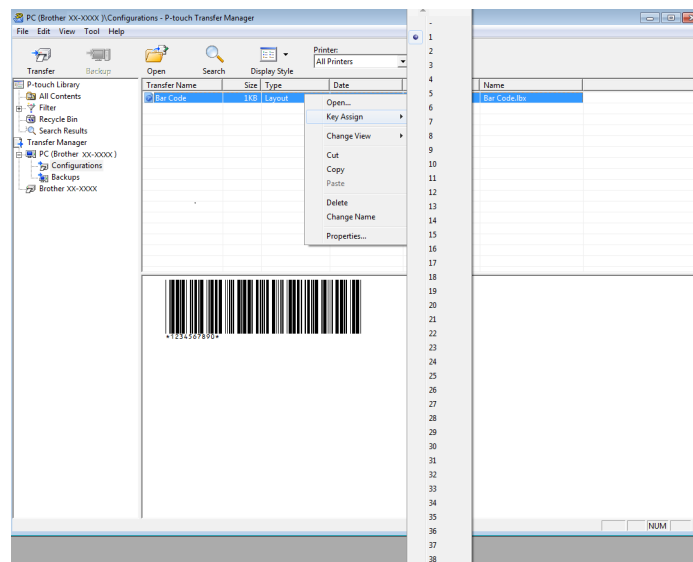 PC (Brother XX-XXXX )\Configurations - P-touch Transfer Manager
File Edit View Tool Help
Transfer Backup Open Search Display Style
Printer:
All Printers
P-touch Library
All Contents
Filter
Recycle Bin
Search Results
Transfer Manager
PC (Brother XX-XXXX )
Configurations
Backups
Brother XX-XXXX
Transfer Name Size Type Date Name
Bar Code 1KB Layout Bar Code.lbx
Open...
Key Assign
Change View
Cut
Copy
Paste
Delete
Change Name
Properties...
-
1
2
3
4
5
6
7
8
9
10
11
12
13
14
15
16
17
18
19
20
21
22
23
24
25
26
27
28
29
30
31
32
33
34
35
36
37
38
*1234567890*
NUM